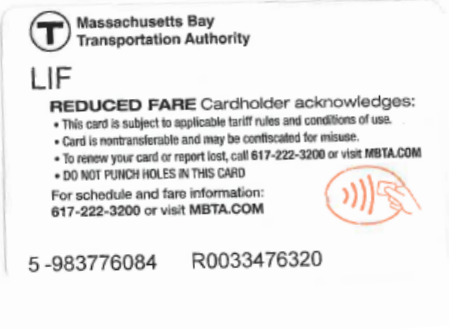 T Massachusetts Bay
Transportation Authority
LIF
REDUCED FARE Cardholder acknowledges:
• This card is subject to applicable tariff rules and conditions of use.
• Card is nontransferable and may be confiscated for misuse.
• To renew your card or report lost, call 617-222-3200 or visit MBTA.COM
• DO NOT PUNCH HOLES IN THIS CARD
For schedule and fare information:
617-222-3200 or visit MBTA.COM
5 -983776084 R0033476320